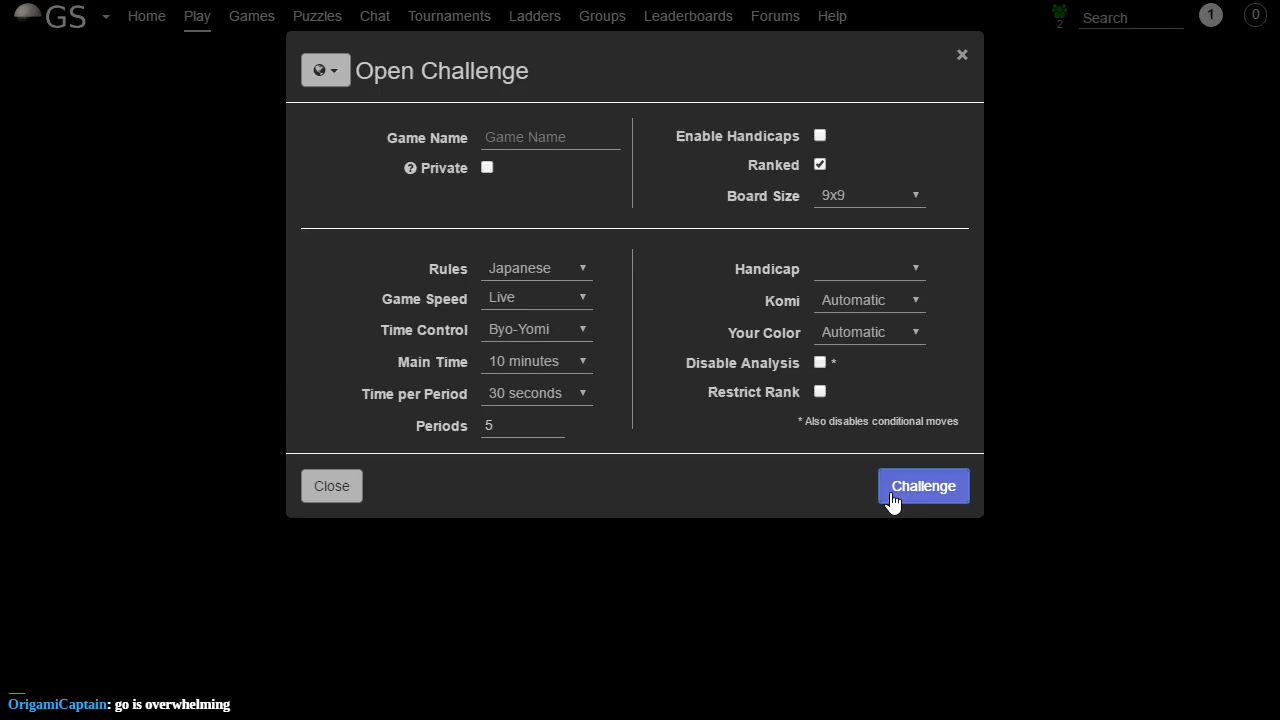 GS Home Play Games Puzzles Chat Tournaments Ladders Groups Leaderboards Forums Help 2 Search 1 0
Open Challenge ×
Game Name Game Name
? Private
Enable Handicaps
Ranked
Board Size 9x9
Rules Japanese
Game Speed Live
Time Control Byo-Yomi
Main Time 10 minutes
Time per Period 30 seconds
Periods 5
Handicap
Komi Automatic
Your Color Automatic
Disable Analysis *
Restrict Rank
* Also disables conditional moves
Close Challenge
OrigamiCaptain: go is overwhelming